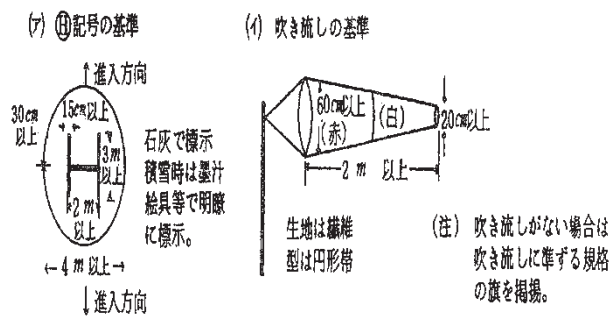 (ア) Ⓗ記号の基準
進入方向
30cm
以上
15cm以上
3m
以上
2m
以上
4m以上
進入方向
石灰で標示
積雪時は墨汁
絵具等で明瞭
に標示。
(イ) 吹き流しの基準
60cm以上
(赤)
(白)
20cm以上
2 m 以上
生地は繊維
型は円形帯
(注) 吹き流しがない場合は
吹き流しに準ずる規格
の旗を掲揚。